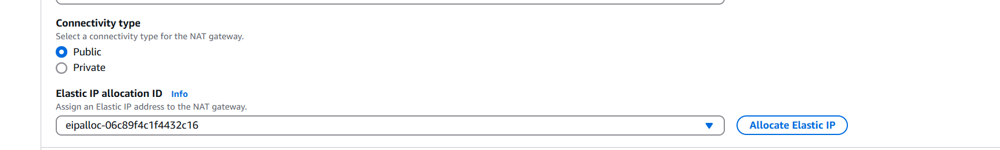 Connectivity type
Select a connectivity type for the NAT gateway.
Public
Private
Elastic IP allocation ID Info
Assign an Elastic IP address to the NAT gateway.
eipalloc-06c89f4c1f4432c16 Allocate Elastic IP